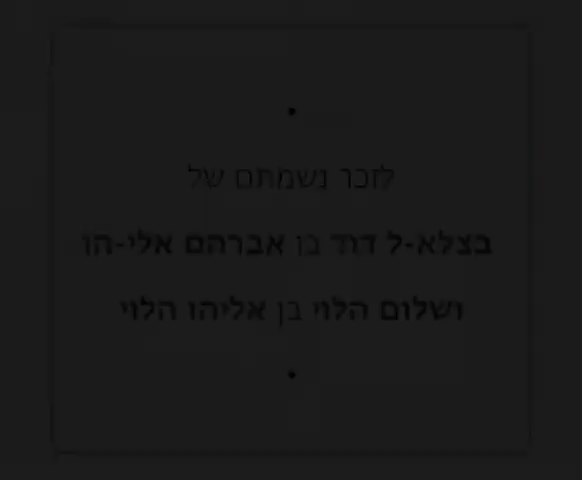 לזכר נשמתם של
בצלא-ל דוד בן אברהם אלי-הו
ושלום הלוי בן אליהו הלוי